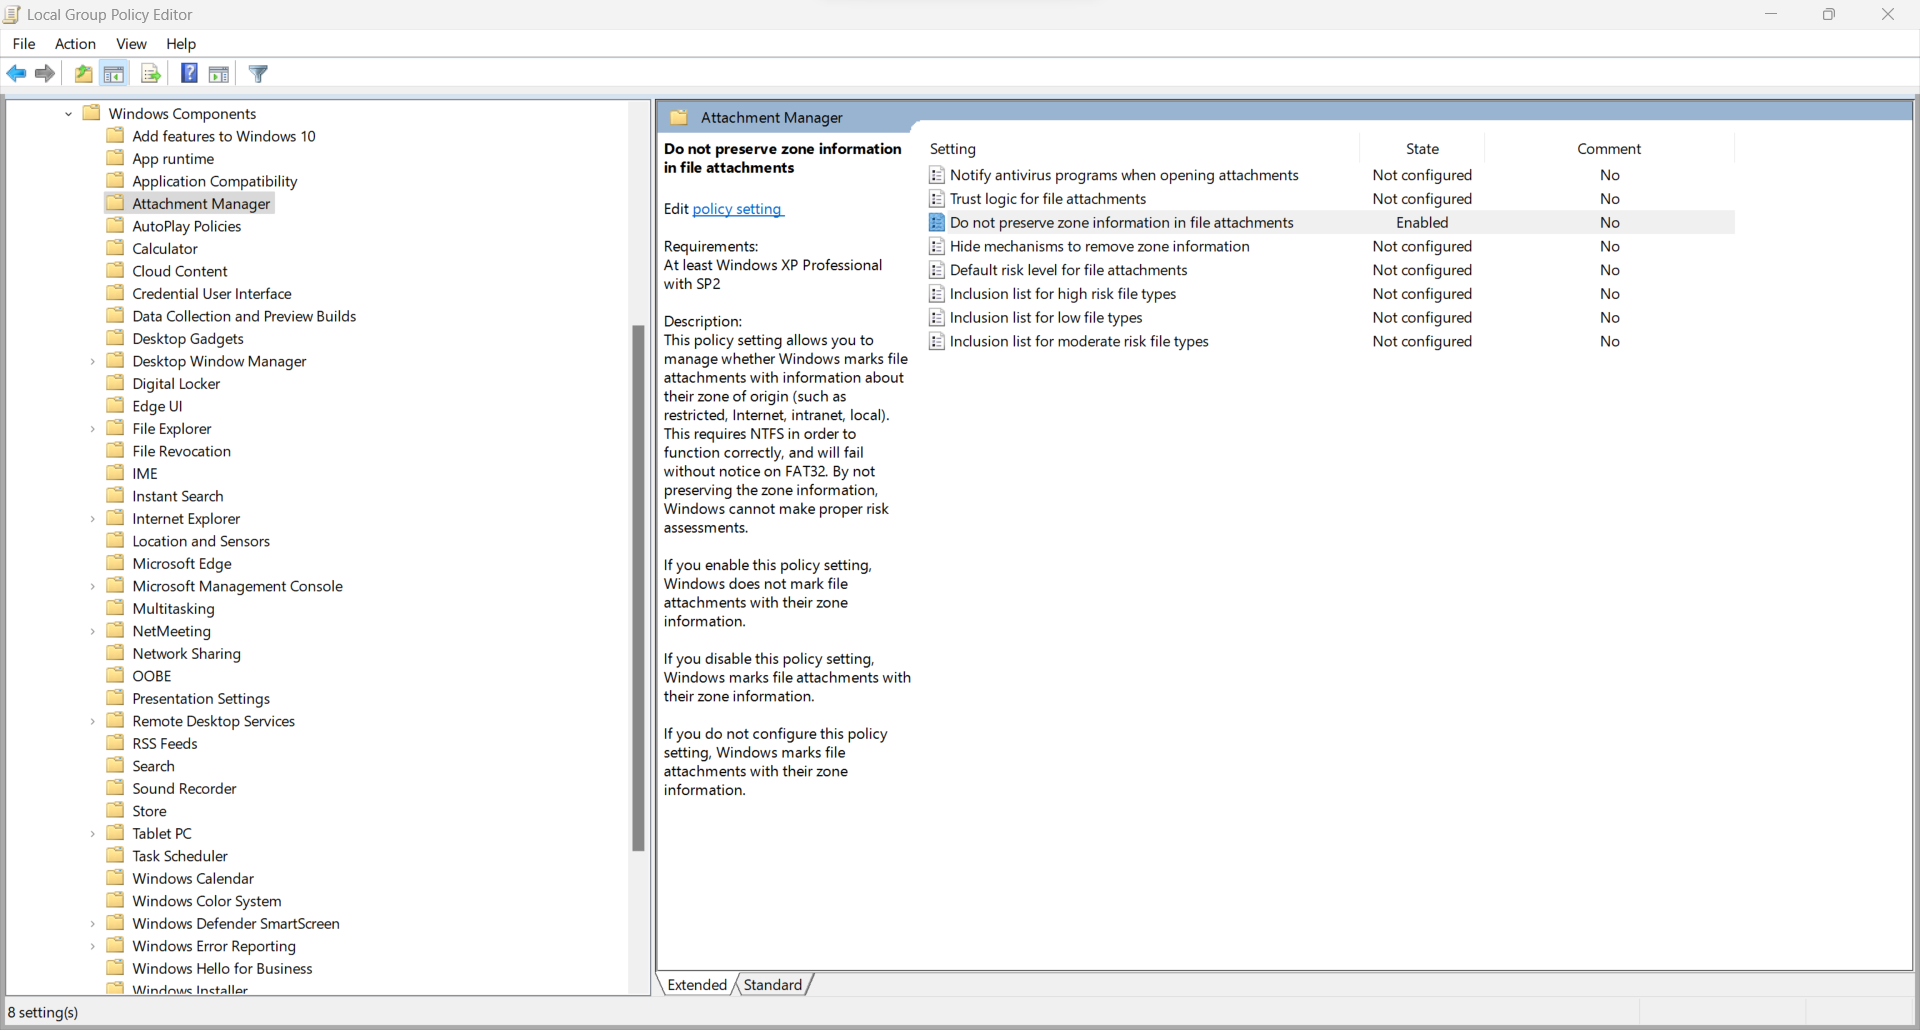 Local Group Policy Editor
File Action View Help
Windows Components
Add features to Windows 10
App runtime
Application Compatibility
Attachment Manager
AutoPlay Policies
Calculator
Cloud Content
Credential User Interface
Data Collection and Preview Builds
Desktop Gadgets
Desktop Window Manager
Digital Locker
Edge UI
File Explorer
File Revocation
IME
Instant Search
Internet Explorer
Location and Sensors
Microsoft Edge
Microsoft Management Console
Multitasking
NetMeeting
Network Sharing
OOBE
Presentation Settings
Remote Desktop Services
RSS Feeds
Search
Sound Recorder
Store
Tablet PC
Task Scheduler
Windows Calendar
Windows Color System
Windows Defender SmartScreen
Windows Error Reporting
Windows Hello for Business
Windows Installer
Attachment Manager
Do not preserve zone information
in file attachments
Edit policy setting
Requirements:
At least Windows XP Professional
with SP2
Description:
This policy setting allows you to
manage whether Windows marks file
attachments with information about
their zone of origin (such as
restricted, Internet, intranet, local).
This requires NTFS in order to
function correctly, and will fail
without notice on FAT32. By not
preserving the zone information,
Windows cannot make proper risk
assessments.
If you enable this policy setting,
Windows does not mark file
attachments with their zone
information.
If you disable this policy setting,
Windows marks file attachments with
their zone information.
If you do not configure this policy
setting, Windows marks file
attachments with their zone
information.
Setting State Comment
Notify antivirus programs when opening attachments Not configured No
Trust logic for file attachments Not configured No
Do not preserve zone information in file attachments Enabled No
Hide mechanisms to remove zone information Not configured No
Default risk level for file attachments Not configured No
Inclusion list for high risk file types Not configured No
Inclusion list for low file types Not configured No
Inclusion list for moderate risk file types Not configured No
Extended Standard
8 setting(s)